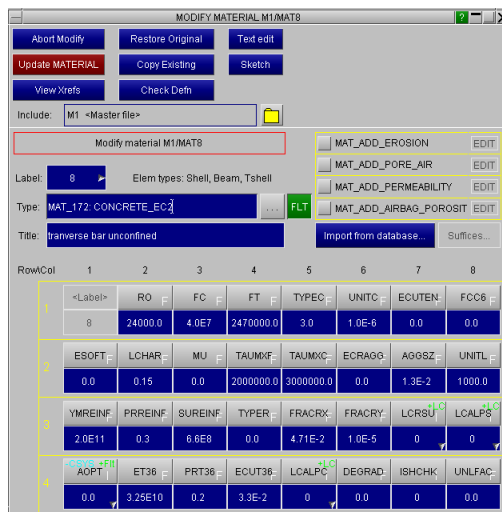 MODIFY MATERIAL M1/MAT8 ?
Abort Modify Restore Original Text edit
Update MATERIAL Copy Existing Sketch
View Xrefs Check Defn
Include: M1 <Master file>
Modify material M1/MAT8 MAT_ADD_EROSION EDIT
MAT_ADD_PORE_AIR EDIT
Label: 8 Elem types: Shell, Beam, Tshell MAT_ADD_PERMEABILITY EDIT
Type: MAT_172: CONCRETE_EC2 ... FLT MAT_ADD_AIRBAG_POROSIT EDIT
Title: tranverse bar unconfined Import from database... Suffices...
Row\Col 1 2 3 4 5 6 7 8
1 <Label> RO F FC F FT F TYPEC F UNITC F ECUTEN F FCC6 F
8 24000.0 4.0E7 2470000.0 3.0 1.0E-6 0.0 0.0
2 ESOFT F LCHAR F MU F TAUMXF F TAUMXC F ECRAGG F AGGSZ F UNITL F
0.0 0.15 0.0 2000000.0 3000000.0 0.0 1.3E-2 1000.0
3 YMREINF F PRREINF F SUREINF F TYPER F FRACRX F FRACRY F LCRSU I +LC LCALPS I +LC
2.0E11 0.3 6.6E8 0.0 4.71E-2 1.0E-5 0 0
4 -CSYS +Flt AOPT I ET36 F PRT36 F ECUT36 F LCALPC I +LC DEGRAD F ISHCHK F UNLFAC F
0.0 3.25E10 0.2 3.3E-2 0 0.0 0.0 0.0